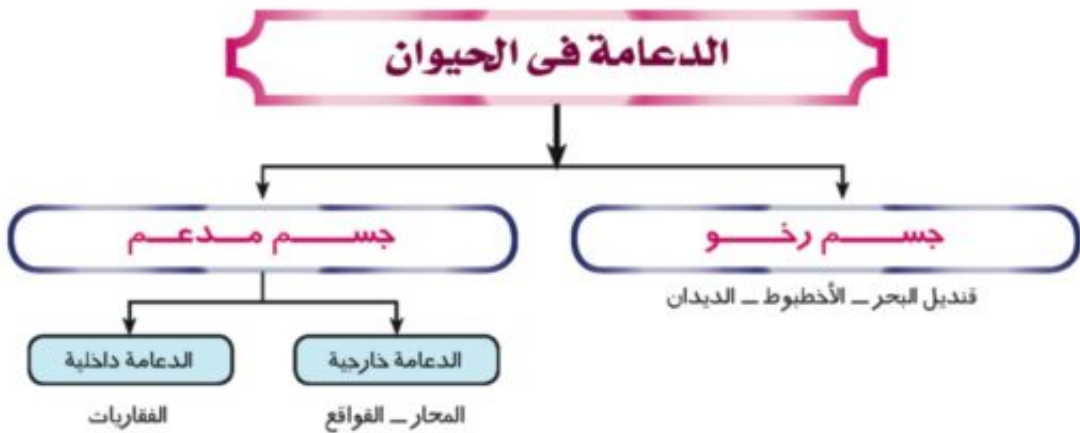 الدعامة فى الحيوان
جسم رخو
جسم مدعم
قنديل البحر – الأخطبوط – الديدان
الدعامة خارجية
الدعامة داخلية
المحار – القواقع
الفقاريات